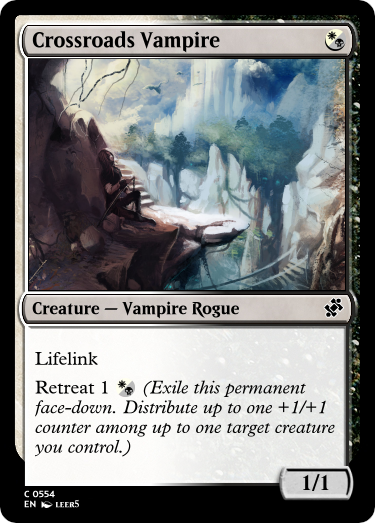 Crossroads Vampire
Creature — Vampire Rogue
Lifelink
Retreat 1 (Exile this permanent
face-down. Distribute up to one +1/+1
counter among up to one target creature
you control.)
1/1
C 0554
EN LEER5